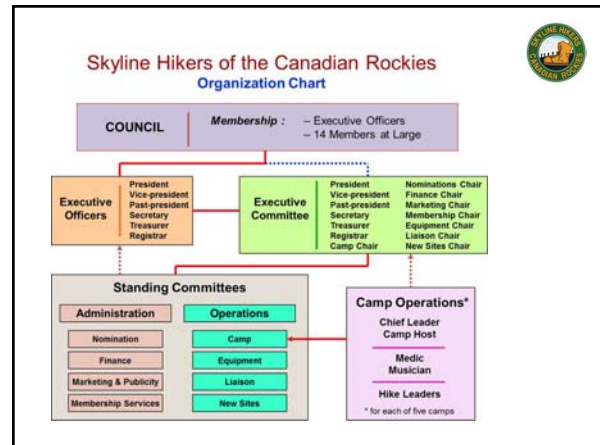 Skyline Hikers of the Canadian Rockies
Organization Chart
SKYLINE HIKERS
CANADIAN ROCKIES
COUNCIL
Membership : – Executive Officers
– 14 Members at Large
Executive
Officers
President
Vice-president
Past-president
Secretary
Treasurer
Registrar
Executive
Committee
President
Vice-president
Past-president
Secretary
Treasurer
Registrar
Camp Chair
Nominations Chair
Finance Chair
Marketing Chair
Membership Chair
Equipment Chair
Liaison Chair
New Sites Chair
Standing Committees
Administration
Nomination
Finance
Marketing & Publicity
Membership Services
Operations
Camp
Equipment
Liaison
New Sites
Camp Operations*
Chief Leader
Camp Host
Medic
Musician
Hike Leaders
* for each of five camps